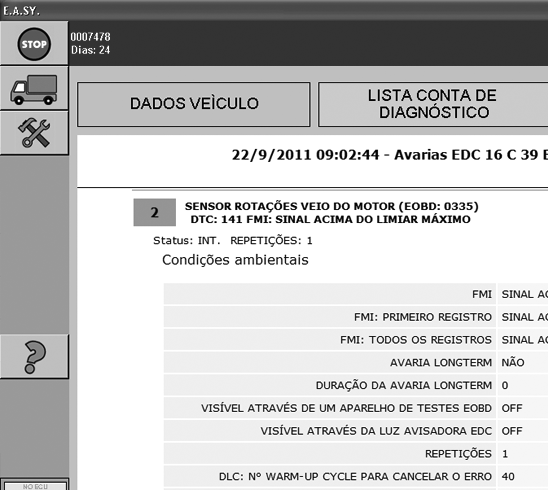 E.A.SY.
STOP
0007478
Dias: 24
DADOS VEÌCULO
LISTA CONTA DE
DIAGNÓSTICO
22/9/2011 09:02:44 - Avarias EDC 16 C 39 E
2
SENSOR ROTAÇÕES VEIO DO MOTOR (EOBD: 0335)
DTC: 141 FMI: SINAL ACIMA DO LIMIAR MÁXIMO
Status: INT. REPETIÇÕES: 1
Condições ambientais
FMI SINAL AC
FMI: PRIMEIRO REGISTRO SINAL AC
FMI: TODOS OS REGISTROS SINAL AC
AVARIA LONGTERM NÃO
DURAÇÃO DA AVARIA LONGTERM 0
VISÍVEL ATRAVÉS DE UM APARELHO DE TESTES EOBD OFF
VISÍVEL ATRAVÉS DA LUZ AVISADORA EDC OFF
REPETIÇÕES 1
DLC: Nº WARM-UP CYCLE PARA CANCELAR O ERRO 40
NO ECU